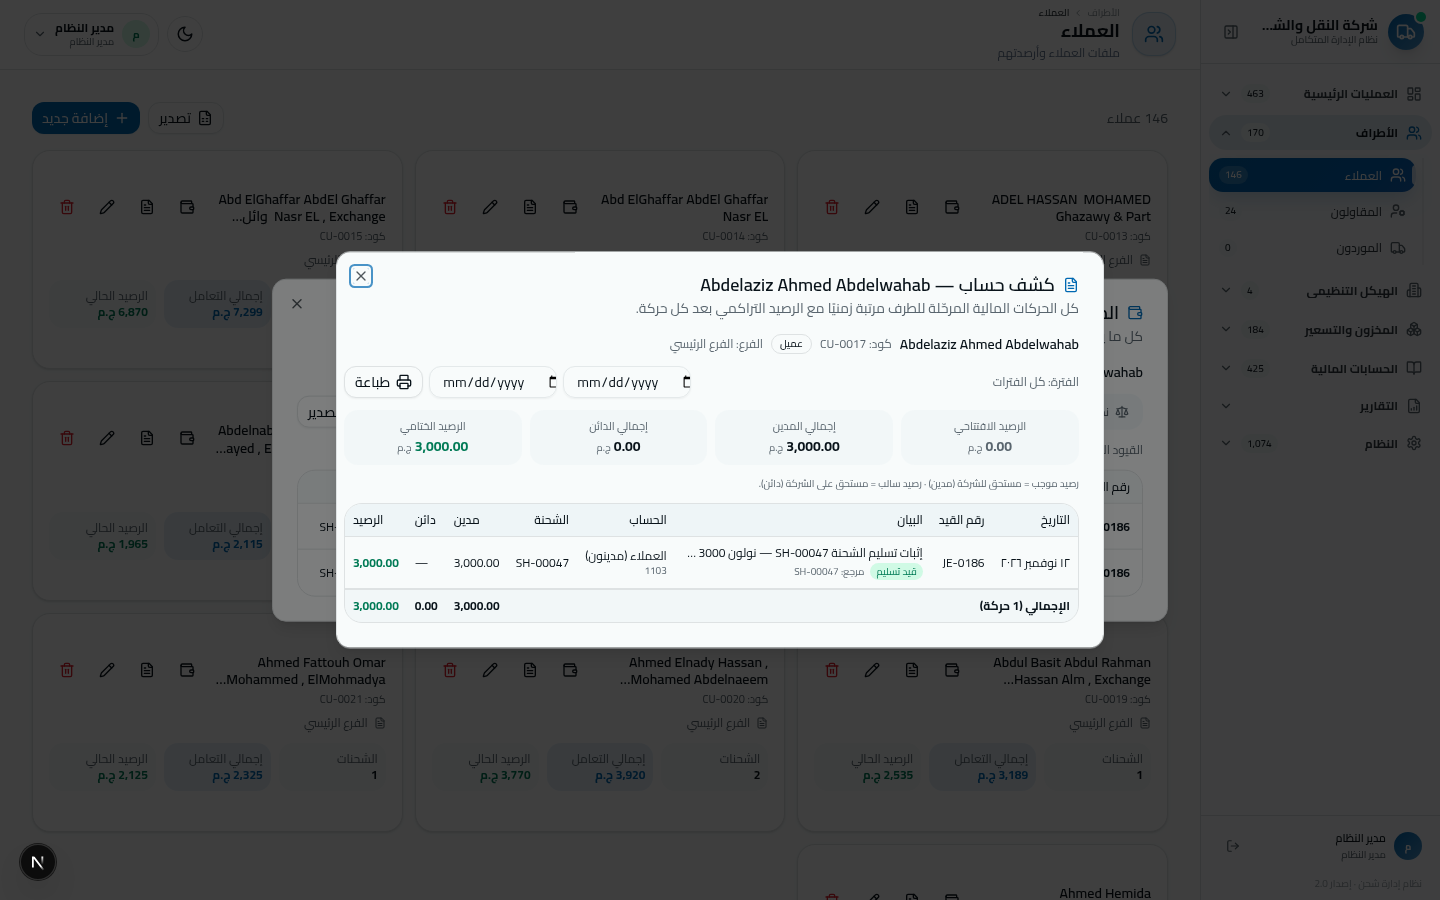 شركة النقل والشـ...
نظام الإدارة المتكامل
العمليات الرئيسية 463
الأطراف 170
العملاء 146
المقاولون 24
الموردون 0
الهيكل التنظيمى 4
المخزون والتسعير 184
الحسابات المالية 425
التقارير
النظام 1,074
م
مدير النظام
مدير النظام
نظام إدارة شحن · إصدار 2.0
الأطراف › العملاء
العملاء
ملفات العملاء وأرصدتهم
م
مدير النظام
مدير النظام
146 عملاء
تصدير
إضافة جديد
ADEL HASSAN MOHAMED
Ghazawy & Part
كود: CU-0013
Abd ElGhaffar AbdEl Ghaffar
Nasr EL
كود: CU-0014
Abd ElGhaffar AbdEl Ghaffar
Nasr EL , Exchange وائل...
كود: CU-0015
الرصيد الحالي
6,870 ج.م
إجمالي التعامل
7,299 ج.م
كشف حساب — Abdelaziz Ahmed Abdelwahab
كل الحركات المالية المرحّلة للطرف مرتبة زمنيًا مع الرصيد التراكمي بعد كل حركة.
Abdelaziz Ahmed Abdelwahab كود: CU-0017 عميل الفرع: الفرع الرئيسي
الفترة: كل الفترات
mm/dd/yyyy
mm/dd/yyyy
طباعة
الرصيد الافتتاحي
0.00 ج.م
إجمالي المدين
3,000.00 ج.م
إجمالي الدائن
0.00 ج.م
الرصيد الختامي
3,000.00 ج.م
رصيد موجب = مستحق للشركة (مدين) · رصيد سالب = مستحق على الشركة (دائن).
التاريخ رقم القيد البيان الحساب الشحنة مدين دائن الرصيد
١٢ نوفمبر ٢٠٢٦ JE-0186 إثبات تسليم الشحنة SH-00047 — نولون 3000 ... العملاء (مدينون) SH-00047 3,000.00 — 3,000.00
قيد تسليم مرجع: SH-00047
1103
الإجمالي (1 حركة) 3,000.00 0.00 3,000.00
الرصيد الحالي
1,965 ج.م
إجمالي التعامل
2,115 ج.م
Abdul Basit Abdul Rahman
Hassan Alm , Exchange...
كود: CU-0019
الفرع الرئيسي
الشحنات
1
إجمالي التعامل
3,189 ج.م
الرصيد الحالي
2,535 ج.م
Ahmed Elnady Hassan ,
Mohamed Abdelnaeem...
كود: CU-0020
الفرع الرئيسي
الشحنات
2
إجمالي التعامل
3,920 ج.م
الرصيد الحالي
3,770 ج.م
Ahmed Fattouh Omar
Mohammed , ElMohmadya...
كود: CU-0021
الفرع الرئيسي
الشحنات
1
إجمالي التعامل
2,325 ج.م
الرصيد الحالي
2,125 ج.م
Ahmed Hemida
N